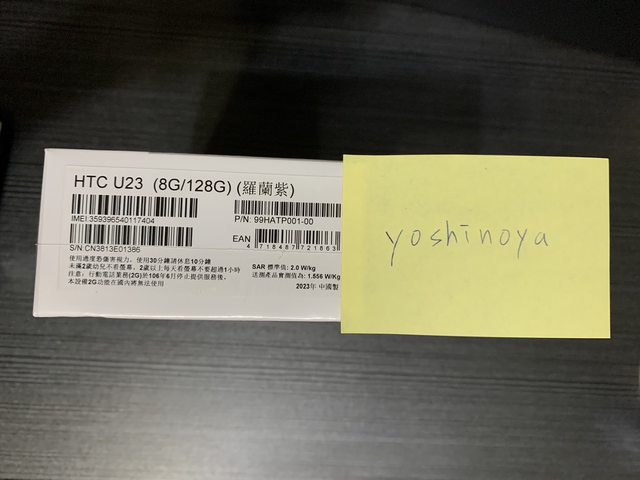 HTC U23 (8G/128G) (羅蘭紫)
IMEI:359396540117404
P/N: 99HATP001-00
S/N:CN3813E01386
EAN
4 718487 721863
使用過度恐傷害視力，使用30分鐘請休息10分鐘
未滿2歲幼兒不看螢幕，2歲以上每天看螢幕不要超過1小時
注意：行動電話業務(2G)於106年6月停止提供服務後，
本設備2G功能在國內將無法使用
SAR 標準值: 2.0 W/kg
送測產品實測值為: 1.556 W/Kg
2023年 中國製
yoshinoya